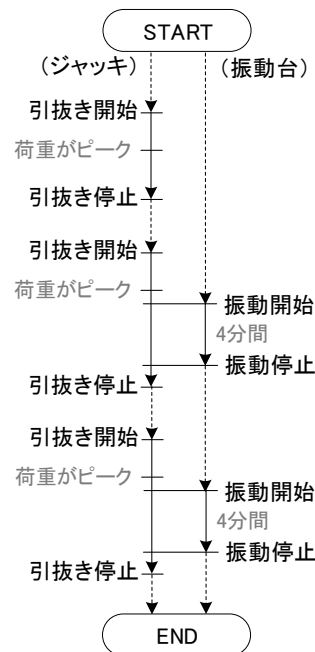 START
（ジャッキ）
（振動台）
引抜き開始
荷重がピーク
引抜き停止
引抜き開始
荷重がピーク
振動開始
4分間
振動停止
引抜き停止
引抜き開始
荷重がピーク
振動開始
4分間
振動停止
引抜き停止
END